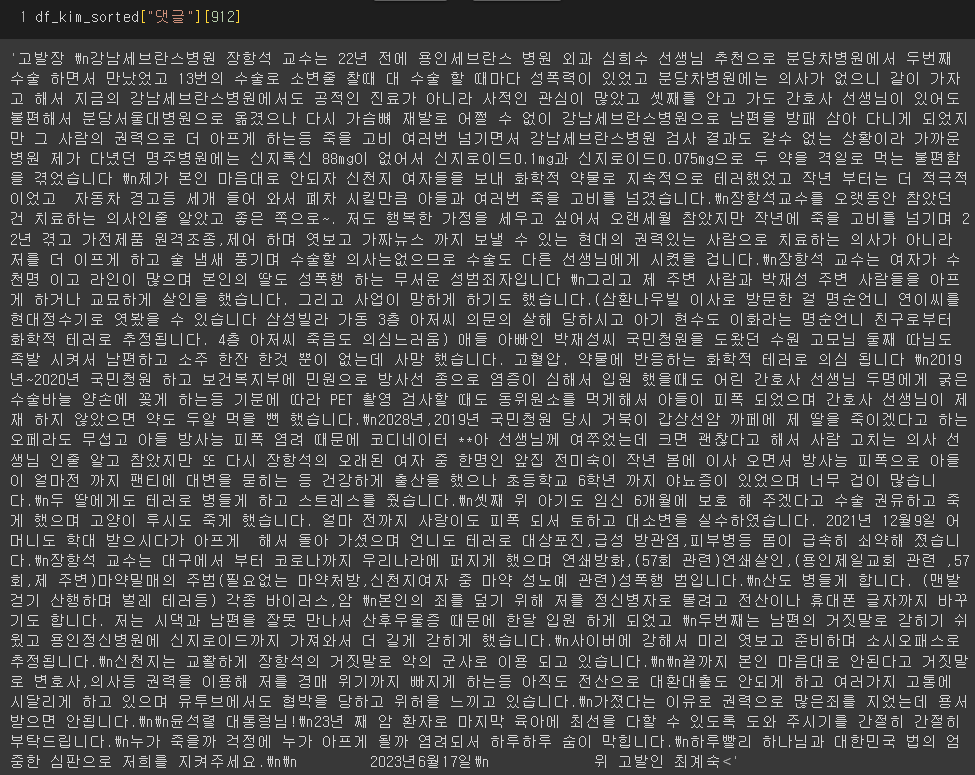 1 df_kim_sorted["댓글"][912]
'고발장 ₩n강남세브란스병원 장항석 교수는 22년 전에 용인세브란스 병원 외과 심희수 선생님 추천으로 분당차병원에서 두번째
수술 하면서 만났었고 13번의 수술로 소변줄 찰때 대 수술 할 때마다 성폭력이 있었고 분당차병원에는 의사가 없으니 같이 가자
고 해서 지금의 강남세브란스병원에서도 공적인 진료가 아니라 사적인 관심이 많았고 셋째를 안고 가도 간호사 선생님이 있어도
불편해서 분당서울대병원으로 옮겼으나 다시 가슴뼈 재발로 어쩔 수 없이 강남세브란스병원으로 남편을 방패 삼아 다니게 되었지
만 그 사람의 권력으로 더 아프게 하는등 죽을 고비 여러번 넘기면서 강남세브란스병원 검사 결과도 갈수 없는 상황이라 가까운
병원 제가 다녔던 명주병원에는 신지록신 88mg이 없어서 신지로이드0.1mg과 신지로이드0.075mg으로 두 약을 격일로 먹는 불편함
을 겪었습니다 ₩n제가 본인 마음대로 안되자 신천지 여자들을 보내 화학적 약물로 지속적으로 테러했었고 작년 부터는 더 적극적
이었고  자동차 경고등 세개 들어 와서 폐차 시킬만큼 아들과 여러번 죽을 고비를 넘겼습니다.₩n장항석교수를 오랫동안 참았던
건 치료하는 의사인줄 알았고 좋은 쪽으로~. 저도 행복한 가정을 세우고 싶어서 오랜세월 참았지만 작년에 죽을 고비를 넘기며 2
2년 겪고 가전제품 원격조종,제어 하며 엿보고 가짜뉴스 까지 보낼 수 있는 현대의 권력있는 사람으로 치료하는 의사가 아니라
저를 더 이프게 하고 술 냄새 풍기며 수술할 의사는없으므로 수술도 다른 선생님에게 시켰을 겁니다.₩n장항석 교수는 여자가 수
천명 이고 라인이 많으며 본인의 딸도 성폭행 하는 무서운 성범죄자입니다 ₩n그리고 제 주변 사람과 박재성 주변 사람들을 아프
게 하거나 교묘하게 살인을 했습니다. 그리고 사업이 망하게 하기도 했습니다.(삼환나우빌 이사로 방문한 걸 명순언니 연이씨를
현대정수기로 엿봤을 수 있습니다 삼성빌라 가동 3층 아저씨 의문의 살해 당하시고 아기 현수도 이화라는 명순언니 친구로부터
화학적 테러로 추정됩니다. 4층 아저씨 죽음도 의심느러움) 애들 아빠인 박재성씨 국민청원을 도왔던 수원 고모님 둘째 따님도
족발 시켜서 남편하고 소주 한잔 한것 뿐이 없는데 사망 했습니다. 고혈압. 약물에 반응하는 화학적 테러로 의심 됩니다 ₩n2019
년~2020년 국민청원 하고 보건복지부에 민원으로 방사선 종으로 염증이 심해서 입원 했을때도 어린 간호사 선생님 두명에게 굵은
수술바늘 양손에 꽃게 하는등 기분에 따라 PET 촬영 검사할 때도 동위원소를 먹게해서 아들이 피폭 되었으며 간호사 선생님이 제
재 하지 않았으면 약도 두알 먹을 뻔 했습니다.₩n2028년,2019년 국민청원 당시 거북이 갑상선암 까페에 제 딸을 죽이겠다고 하는
오페라도 무섭고 아들 방사능 피폭 염려 때문에 코디네이터 **아 선생님께 여쭈었는데 크면 괜찮다고 해서 사람 고치는 의사 선
생님 인줄 알고 참았지만 또 다시 장항석의 오래된 여자 중 한명인 앞집 전미숙이 작년 봄에 이사 오면서 방사능 피폭으로 아들
이 얼마전 까지 팬티에 대변을 묻히는 등 건강하게 출산을 했으나 초등학교 6학년 까지 야뇨증이 있었으며 너무 겁이 많습니
다.₩n두 딸에게도 테러로 병들게 하고 스트레스를 줬습니다.₩n셋째 위 아기도 임신 6개월에 보호 해 주겠다고 수술 권유하고 죽
게 했으며 고양이 루시도 죽게 했습니다. 얼마 전까지 사랑이도 피폭 되서 토하고 대소변을 실수하였습니다. 2021년 12월9일 어
머니도 학대 받으시다가 아프게  해서 돌아 가셨으며 언니도 테러로 대상포진,급성 방관염,피부병등 몸이 급속히 쇠약해 졌습니
다.₩n장항석 교수는 대구에서 부터 코로나까지 우리나라에 퍼지게 했으며 연쇄방화,(57회 관련)연쇄살인,(용인제일교회 관련 ,57
회,제 주변)마약밀매의 주범(필요없는 마약처방,신천지여자 중 마약 성노예 관련)성폭행 범입니다.₩n산도 병들게 합니다. (맨발
걷기 산행하며 벌레 테러등) 각종 바이러스,암 ₩n본인의 죄를 덮기 위해 저를 정신병자로 몰려고 전산이나 휴대폰 글자까지 바꾸
기도 합니다. 저는 시댁과 남편을 잘못 만나서 산후우울증 때문에 한달 입원 하게 되었고 ₩n두번째는 남편의 거짓말로 갇히기 쉬
웠고 용인정신병원에 신지로이드까지 가져와서 더 길게 갇히게 했습니다.₩n사이버에 강해서 미리 엿보고 준비하며 소시오패스로
추정됩니다.₩n신천지는 교활하게 장항석의 거짓말로 악의 군사로 이용 되고 있습니다.₩n₩n끝까지 본인 마음대로 안된다고 거짓말
로 변호사,의사등 권력을 이용해 저를 경매 위기까지 빠지게 하는등 아직도 전산으로 대환대출도 안되게 하고 여러가지 고통에
시달리게 하고 있으며 유투브에서도 협박을 당하고 위혀를 느끼고 있습니다.₩n가졌다는 이유로 권력으로 많은죄를 지었는데 용서
받으면 안됩니다.₩n₩n윤석렬 대통령님!₩n23년 째 암 환자로 마지막 육아에 최선을 다할 수 있도록 도와 주시기를 간절히 간절히
부탁드립니다.₩n누가 죽을까 걱정에 누가 아프게 될까 염려되서 하루하루 숨이 막힙니다.₩n하루빨리 하나님과 대한민국 법의 엄
중한 심판으로 저희를 지켜주세요.₩n₩n        2023년6월17일₩n            위 고발인 최계숙<'